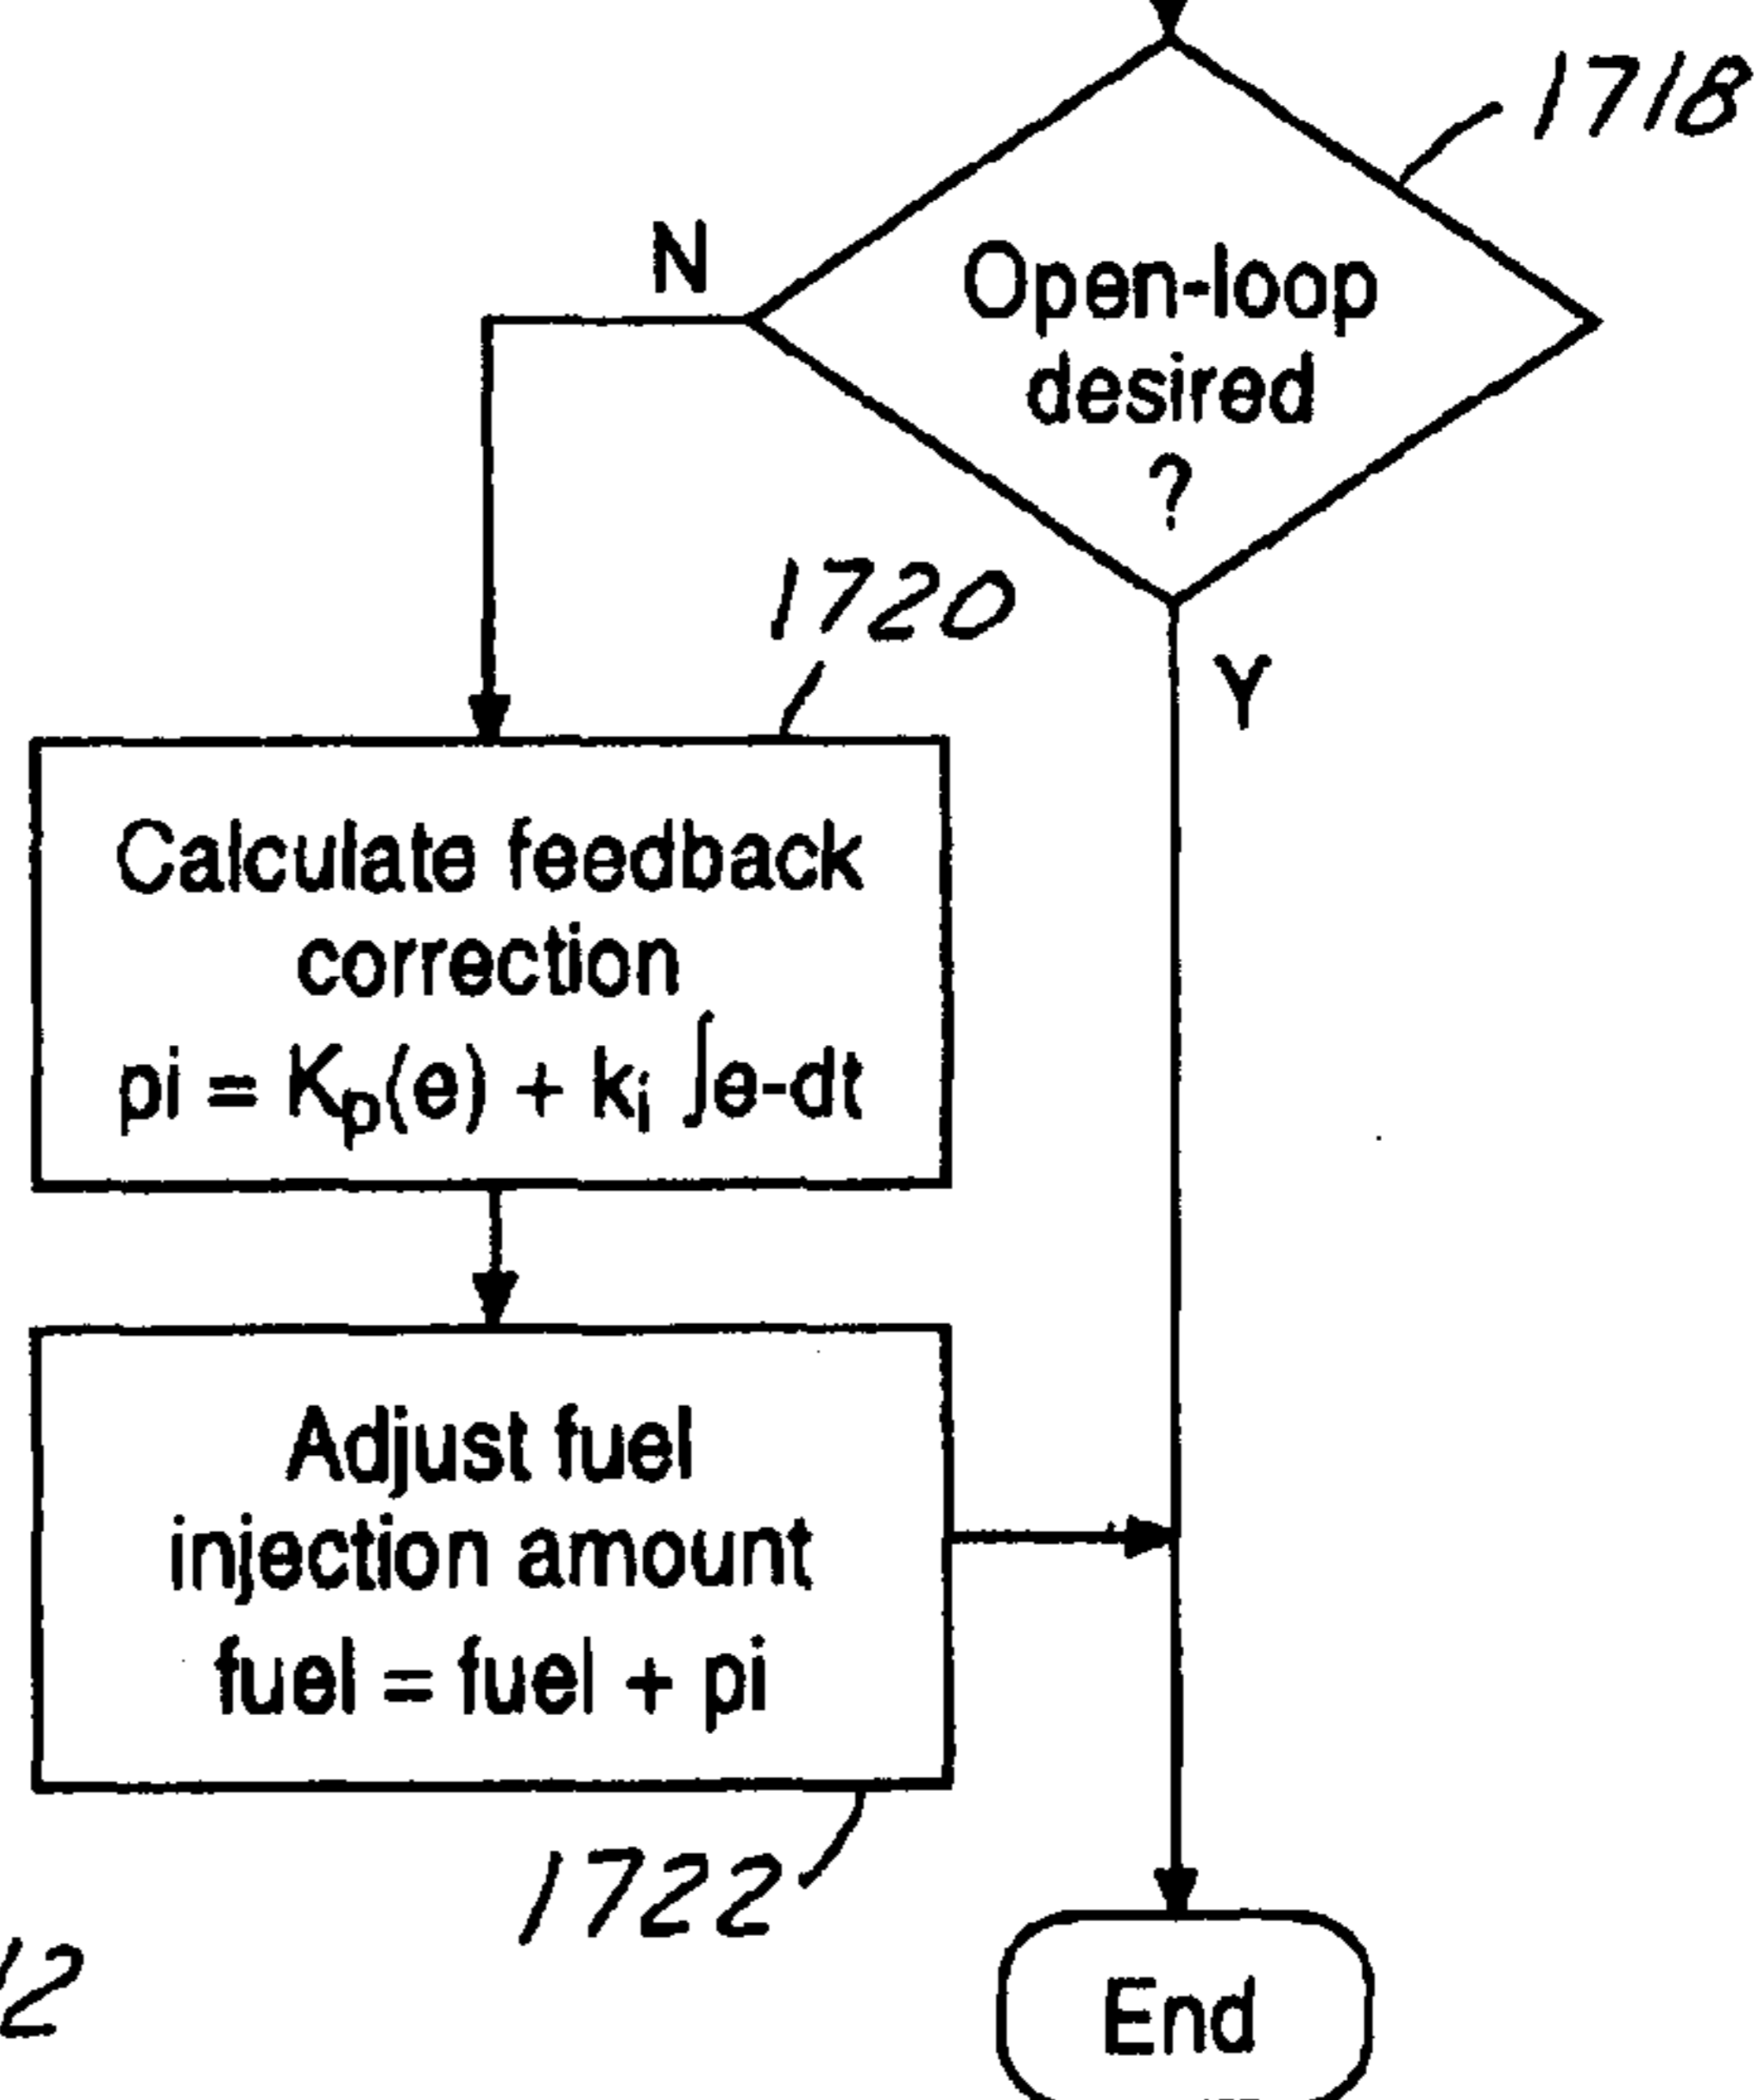 1718
N
Open-loop
desired
?
1720
Y
Calculate feedback
correction
pi = Kp(e) + ki ∫e-dt
Adjust fuel
injection amount
fuel = fuel + pi
1722
End